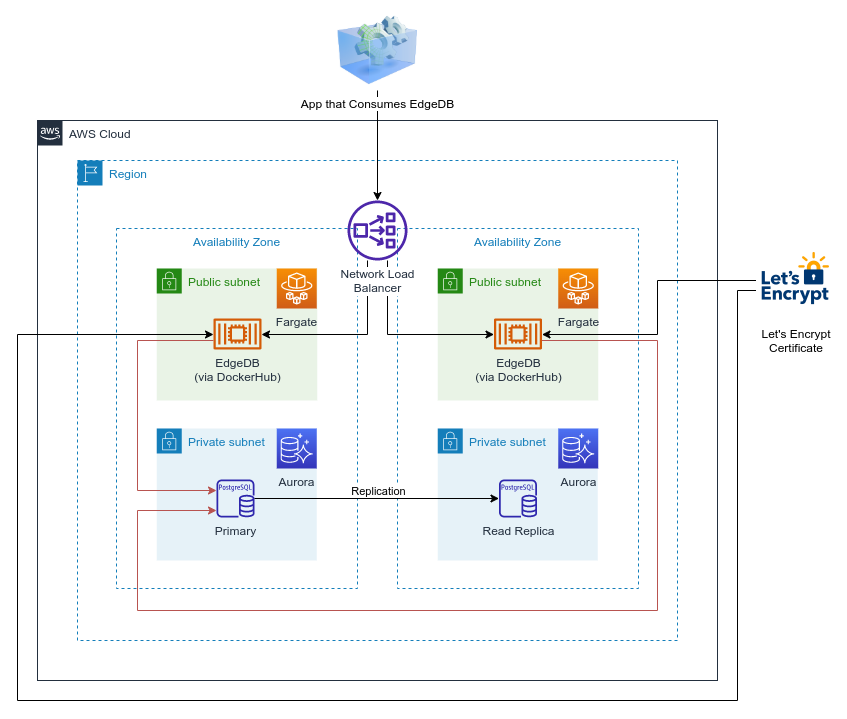 App that Consumes EdgeDB
aws
AWS Cloud
Region
Availability Zone
Availability Zone
Network Load
Balancer
Public subnet
Fargate
EdgeDB
(via DockerHub)
Public subnet
Fargate
EdgeDB
(via DockerHub)
Let's
Encrypt
Let's Encrypt
Certificate
Private subnet
Aurora
PostgreSQL
Primary
Replication
Private subnet
Aurora
PostgreSQL
Read Replica